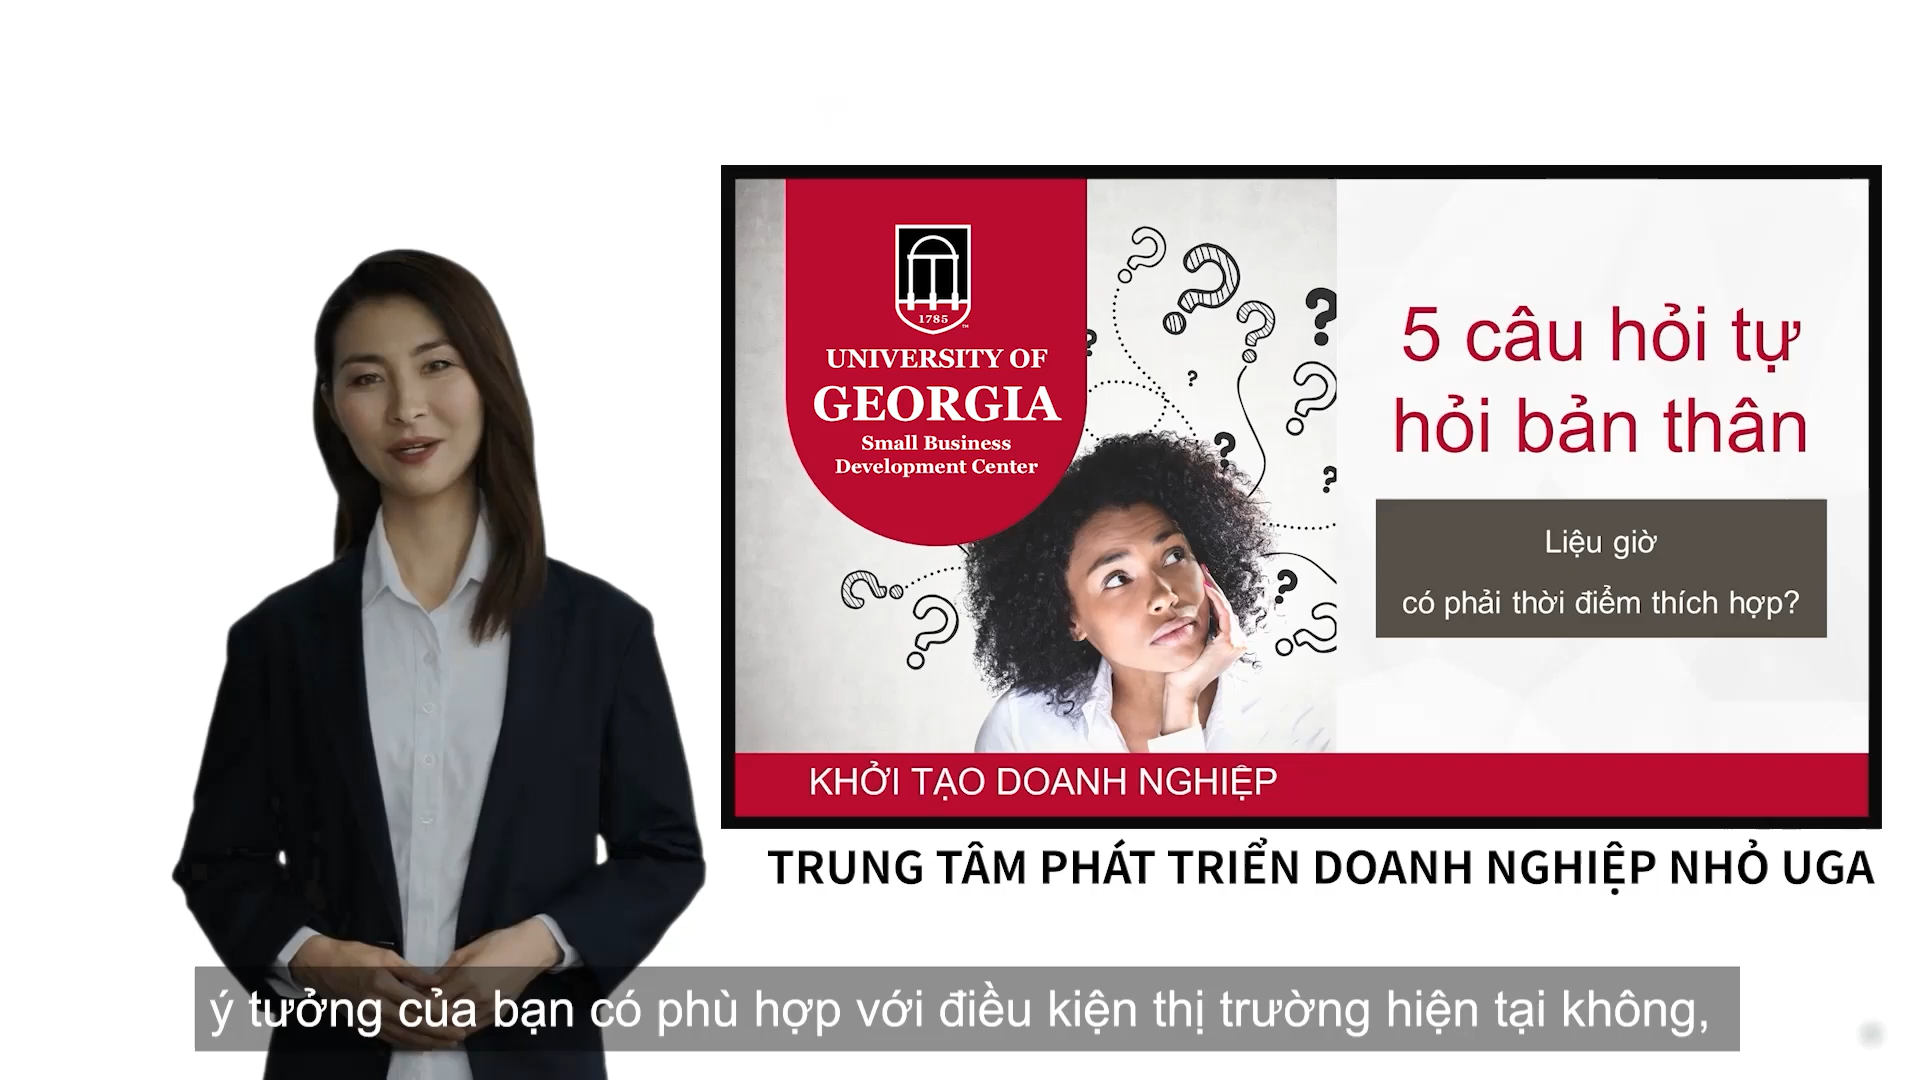 1785
UNIVERSITY OF
GEORGIA
Small Business
Development Center
5 câu hỏi tự
hỏi bản thân
Liệu giờ
có phải thời điểm thích hợp?
KHỞI TẠO DOANH NGHIỆP
TRUNG TÂM PHÁT TRIỂN DOANH NGHIỆP NHỎ UGA
ý tưởng của bạn có phù hợp với điều kiện thị trường hiện tại không,